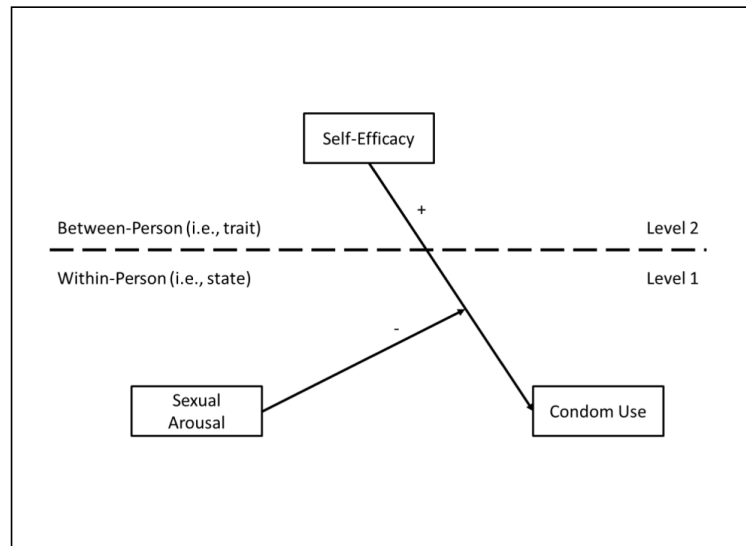 Self-Efficacy
+
Between-Person (i.e., trait) Level 2
Within-Person (i.e., state) Level 1
-
Sexual
Arousal
Condom Use